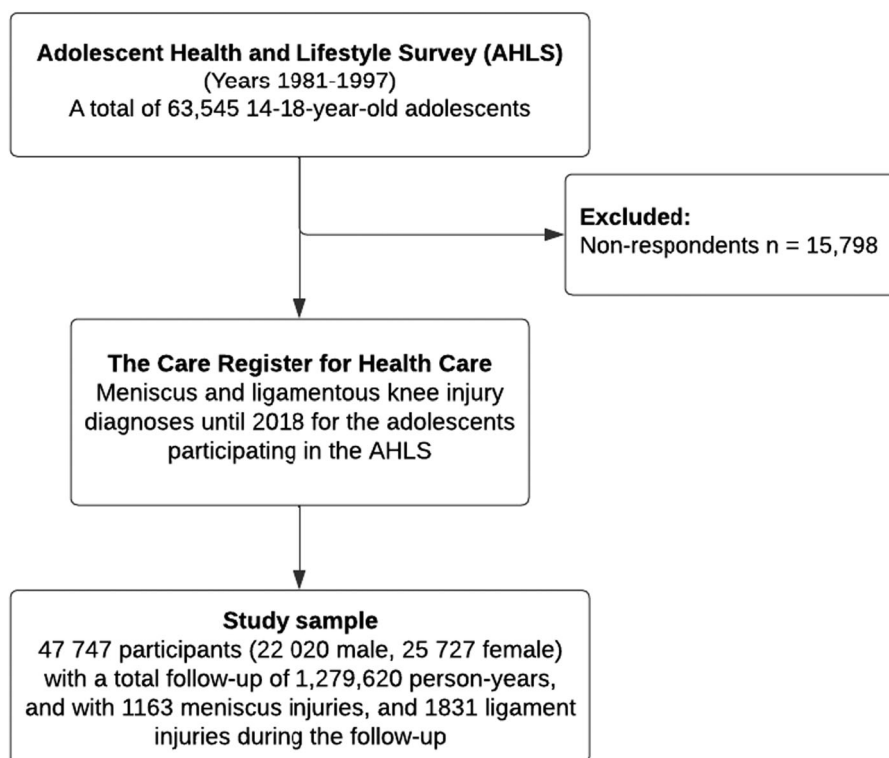 Adolescent Health and Lifestyle Survey (AHLS)
(Years 1981-1997)
A total of 63,545 14-18-year-old adolescents
Excluded:
Non-respondents n = 15,798
The Care Register for Health Care
Meniscus and ligamentous knee injury
diagnoses until 2018 for the adolescents
participating in the AHLS
Study sample
47 747 participants (22 020 male, 25 727 female)
with a total follow-up of 1,279,620 person-years,
and with 1163 meniscus injuries, and 1831 ligament
injuries during the follow-up